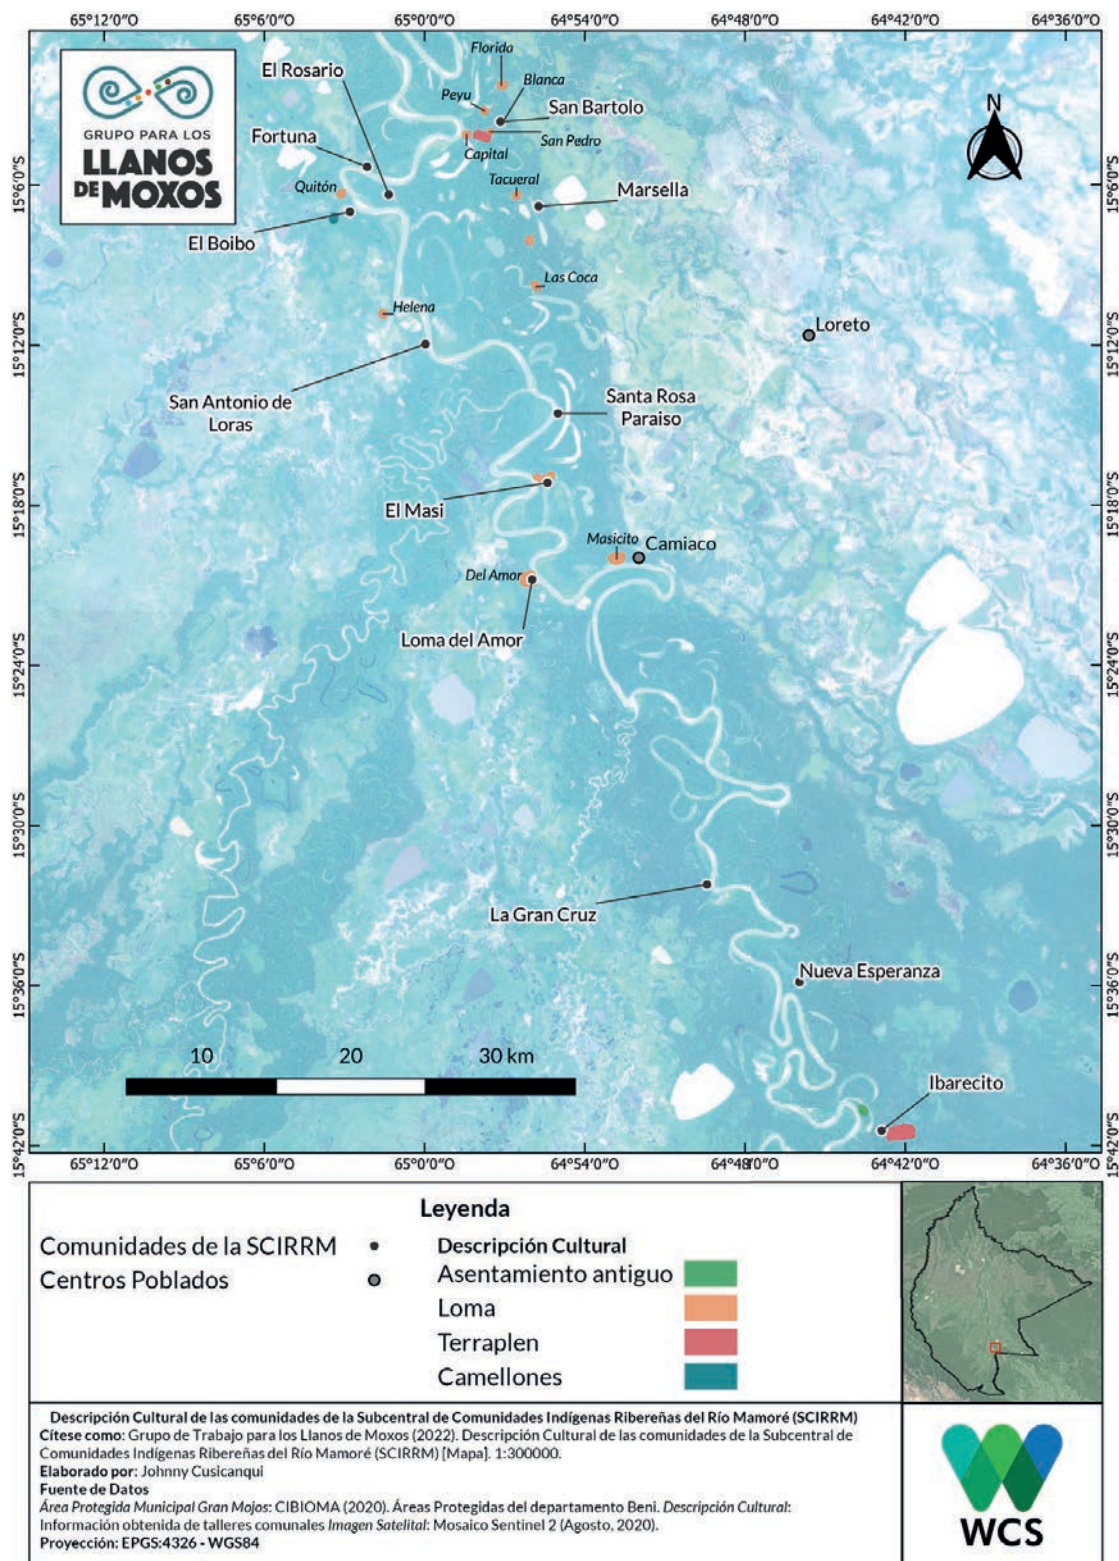 65°12'0"O 65°6'0"O 65°0'0"O 64°54'0"O 64°48'0"O 64°42'0"O 64°36'0"O
GRUPO PARA LOS
LLANOS
DE MOXOS
Florida
El Rosario
Blanca
Peyu
San Bartolo
Fortuna
San Pedro
Capital
N
15°6'0"S
15°6'0"S
Quitón
Tacueral
Marsella
El Boibo
Las Coca
Helena
Loreto
15°12'0"S
15°12'0"S
San Antonio de
Loras
Santa Rosa
Paraiso
15°18'0"S
15°18'0"S
El Masi
Masicito
Camiaco
Del Amor
Loma del Amor
15°24'0"S
15°24'0"S
15°30'0"S
15°30'0"S
La Gran Cruz
Nueva Esperanza
15°36'0"S
15°36'0"S
10 20 30 km
Ibarecito
15°42'0"S
15°42'0"S
65°12'0"O 65°6'0"O 65°0'0"O 64°54'0"O 64°48'0"O 64°42'0"O 64°36'0"O
Leyenda
Comunidades de la SCIRRM
Centros Poblados
Descripción Cultural
Asentamiento antiguo
Loma
Terraplen
Camellones
Descripción Cultural de las comunidades de la Subcentral de Comunidades Indígenas Ribereñas del Río Mamoré (SCIRRM)
Cítese como: Grupo de Trabajo para los Llanos de Moxos (2022). Descripción Cultural de las comunidades de la Subcentral de
Comunidades Indígenas Ribereñas del Río Mamoré (SCIRRM) [Mapa]. 1:300000.
Elaborado por: Johnny Cusicanqui
Fuente de Datos
Área Protegida Municipal Gran Mojos: CIBIOMA (2020). Áreas Protegidas del departamento Beni. Descripción Cultural:
Información obtenida de talleres comunales Imagen Satelital: Mosaico Sentinel 2 (Agosto, 2020).
Proyección: EPGS:4326 - WGS84
WCS